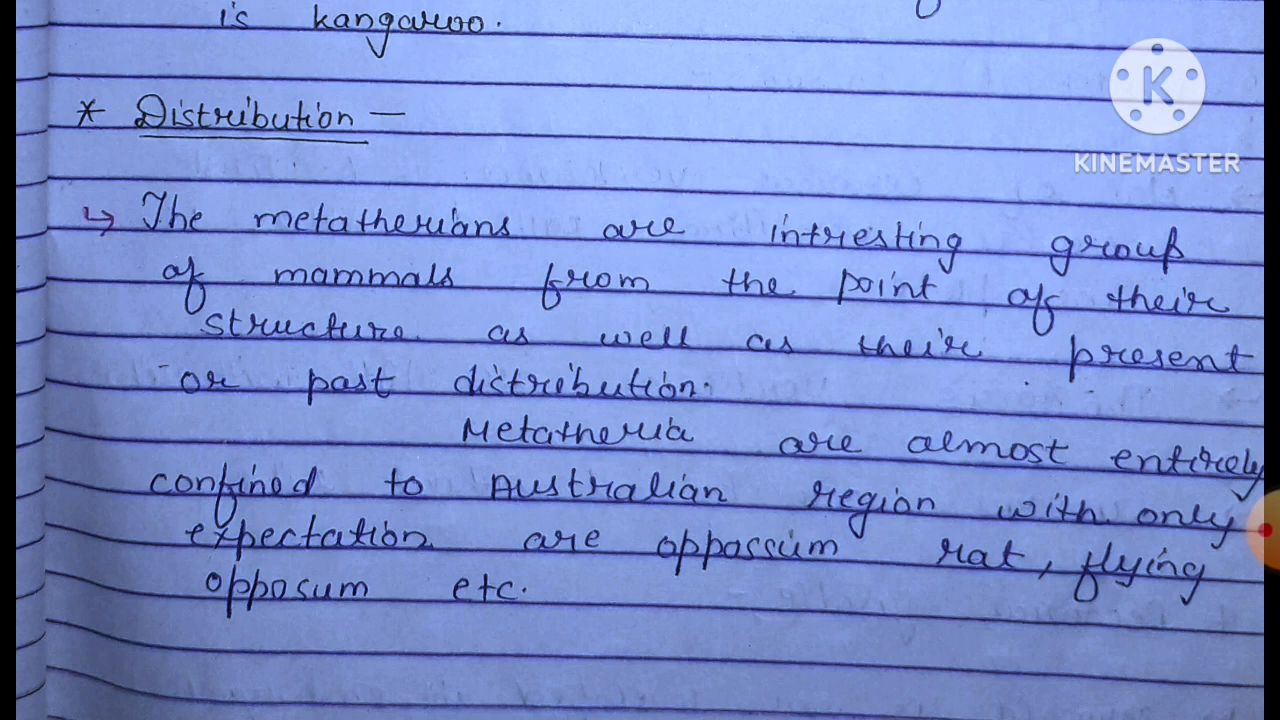 is kangaroo.
K
KINEMASTER
* Distribution —
↳ The metatherians are intresting group
of mammals from the point of their
structure as well as their present
or past distribution.
Metatheria are almost entirely
confined to Australian region with only
expectation are oppossum rat, flying
opposum etc.